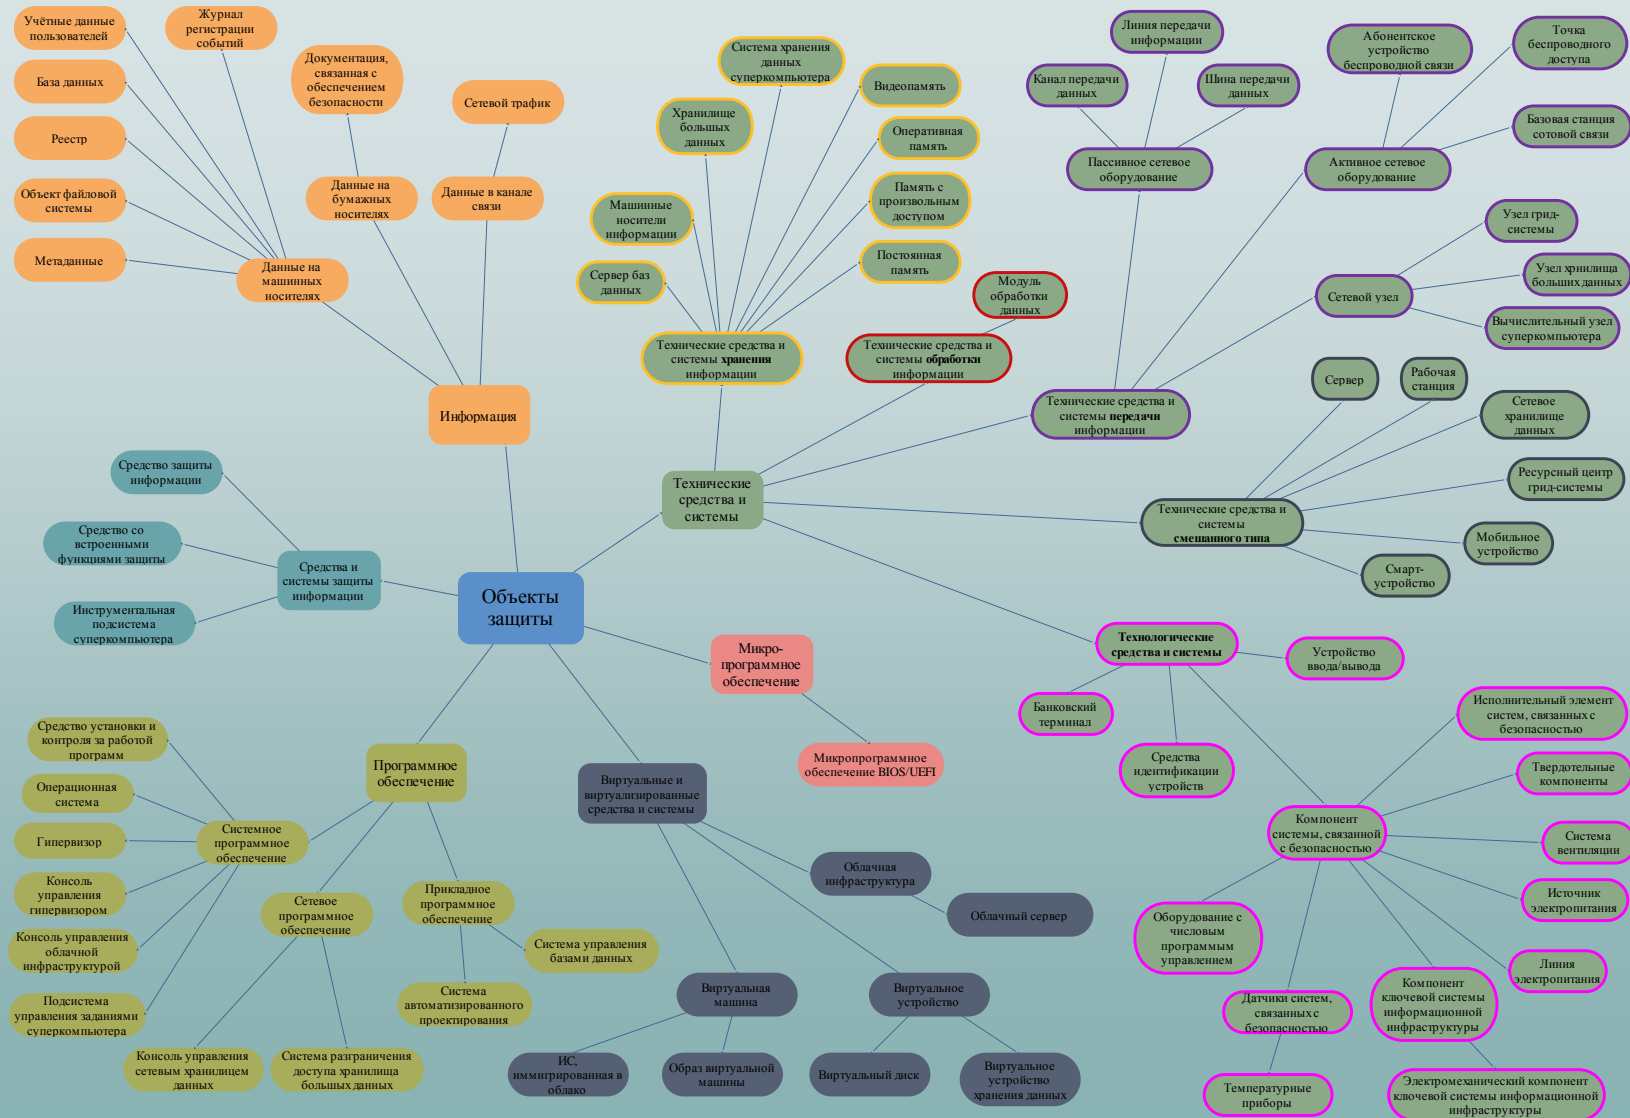 Учётные данные
пользователей
Журнал
регистрации
событий
База данных
Документация,
связанная с
обеспечением
безопасности
Сетевой трафик
Реестр
Объект файловой
системы
Данные на
бумажных
носителях
Данные в канале
связи
Метаданные
Данные на
машинных
носителях
Информация
Система хранения
данных
суперкомпьютера
Видеопамять
Хранилище
больших
данных
Оперативная
память
Машинные
носители
информации
Память с
произвольным
доступом
Сервер баз
данных
Постоянная
память
Модуль
обработки
данных
Технические средства и
системы хранения
информации
Технические средства и
системы обработки
информации
Линия передачи
информации
Канал передачи
данных
Шина передачи
данных
Пассивное сетевое
оборудование
Абонентское
устройство
беспроводной связи
Точка
беспроводного
доступа
Базовая станция
сотовой связи
Активное сетевое
оборудование
Узел грид-
системы
Сетевой узел
Узел хрнилища
больших данных
Вычислительный узел
суперкомпьютера
Технические средства и
системы передачи
информации
Сервер
Рабочая
станция
Сетевое
хранилище
данных
Ресурсный центр
грид-системы
Технические средства и
системы
смешанного типа
Мобильное
устройство
Смарт-
устройство
Технические
средства и
системы
Средство защиты
информации
Средство со
встроенными
функциями защиты
Средства и
системы защиты
информации
Инструментальная
подсистема
суперкомпьютера
Объекты
защиты
Микро-
программное
обеспечение
Микропрограммное
обеспечение BIOS/UEFI
Технологические
средства и системы
Устройство
ввода/вывода
Банковский
терминал
Средства
идентификации
устройств
Исполнительный элемент
систем, связанных с
безопасностью
Твердотельные
компоненты
Компонент
системы, связанной
с безопасностью
Система
вентиляции
Источник
электропитания
Оборудование с
числовым
программым
управлением
Линия
электропитания
Датчики систем,
связанных с
безопасностью
Компонент
ключевой системы
информационной
инфраструктуры
Температурные
приборы
Электромеханический компонент
ключевой системы информационной
инфраструктуры
Средство установки и
контроля за работой
программ
Программное
обеспечение
Операционная
система
Гипервизор
Системное
программное
обеспечение
Консоль
управления
гипервизором
Консоль управления
облачной
инфраструктурой
Подсистема
управления заданиями
суперкомпьютера
Сетевое
программное
обеспечение
Прикладное
программное
обеспечение
Система управления
базами данных
Система
автоматизированного
проектирования
Консоль управления
сетевым хранилицем
данных
Система разграничения
доступа хранилища
больших данных
Виртуальные и
виртуализированные
средства и системы
Облачная
инфраструктура
Облачный сервер
Виртуальная
машина
Виртуальное
устройство
ИС,
иммигрированная в
облако
Образ виртуальной
машины
Виртуальный диск
Виртуальное
устройство
хранения данных